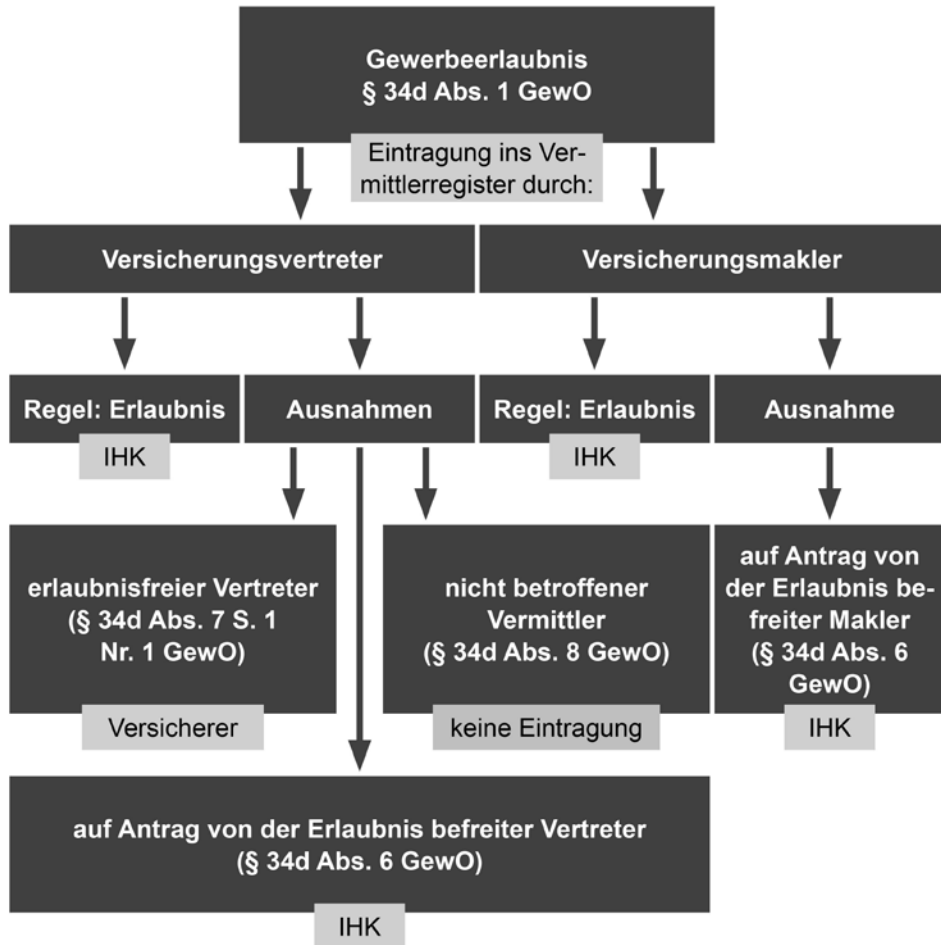 Gewerbeerlaubnis
§ 34d Abs. 1 GewO
Eintragung ins Ver-
mittlerregister durch:
Versicherungsvertreter
Versicherungsmakler
Regel: Erlaubnis
IHK
Ausnahmen
Regel: Erlaubnis
IHK
Ausnahme
erlaubnisfreier Vertreter
(§ 34d Abs. 7 S. 1
Nr. 1 GewO)
Versicherer
nicht betroffener
Vermittler
(§ 34d Abs. 8 GewO)
keine Eintragung
auf Antrag von
der Erlaubnis be-
freiter Makler
(§ 34d Abs. 6
GewO)
IHK
auf Antrag von der Erlaubnis befreiter Vertreter
(§ 34d Abs. 6 GewO)
IHK